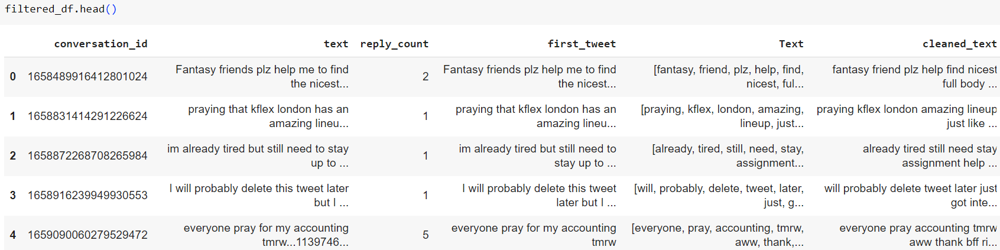 filtered_df.head()
conversation_id text reply_count first_tweet Text cleaned_text
0 1658489916412801024 Fantasy friends plz help me to find the nicest... 2 Fantasy friends plz help me to find the nicest... [fantasy, friend, plz, help, find, nicest, ful... fantasy friend plz help find nicest full body ...
1 1658831414291226624 praying that kflex london has an amazing lineu... 1 praying that kflex london has an amazing lineu... [praying, kflex, london, amazing, lineup, just... praying kflex london amazing lineup just like ...
2 1658872268708265984 im already tired but still need to stay up to ... 1 im already tired but still need to stay up to ... [already, tired, still, need, stay, assignment... already tired still need stay assignment help ...
3 1658916239949930553 I will probably delete this tweet later but I ... 1 I will probably delete this tweet later but I ... [will, probably, delete, tweet, later, just, g... will probably delete tweet later just got inte...
4 1659090060279529472 everyone pray for my accounting tmrw...1139746... 5 everyone pray for my accounting tmrw [everyone, pray, accounting, tmrw, aww, thank,... everyone pray accounting tmrw aww thank bff ri...